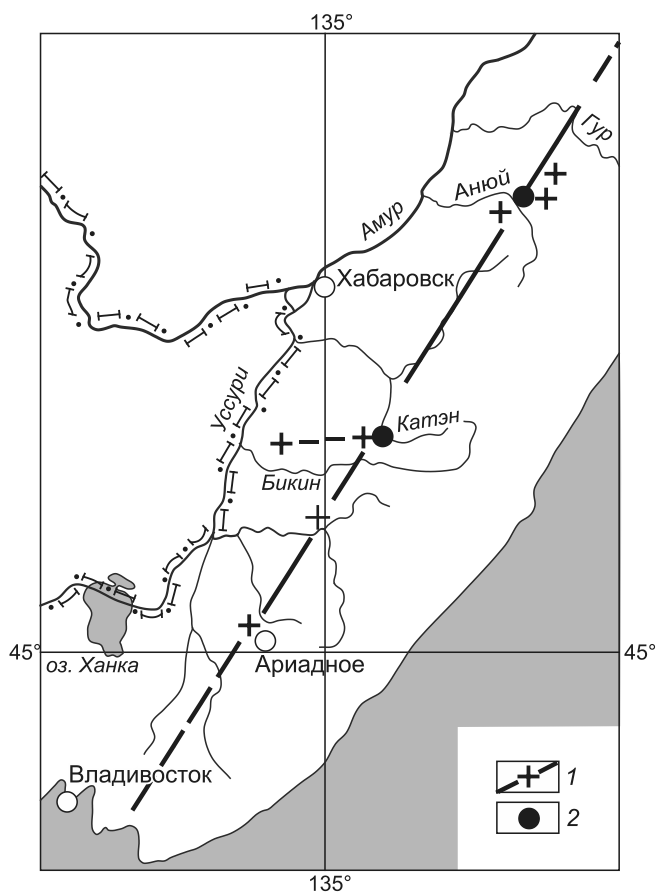 135°
Гур
Анюй
Амур
Хабаровск
Уссури
Катэн
Бикин
45°
оз. Ханка
Ариадное
45°
Владивосток
1
2
135°